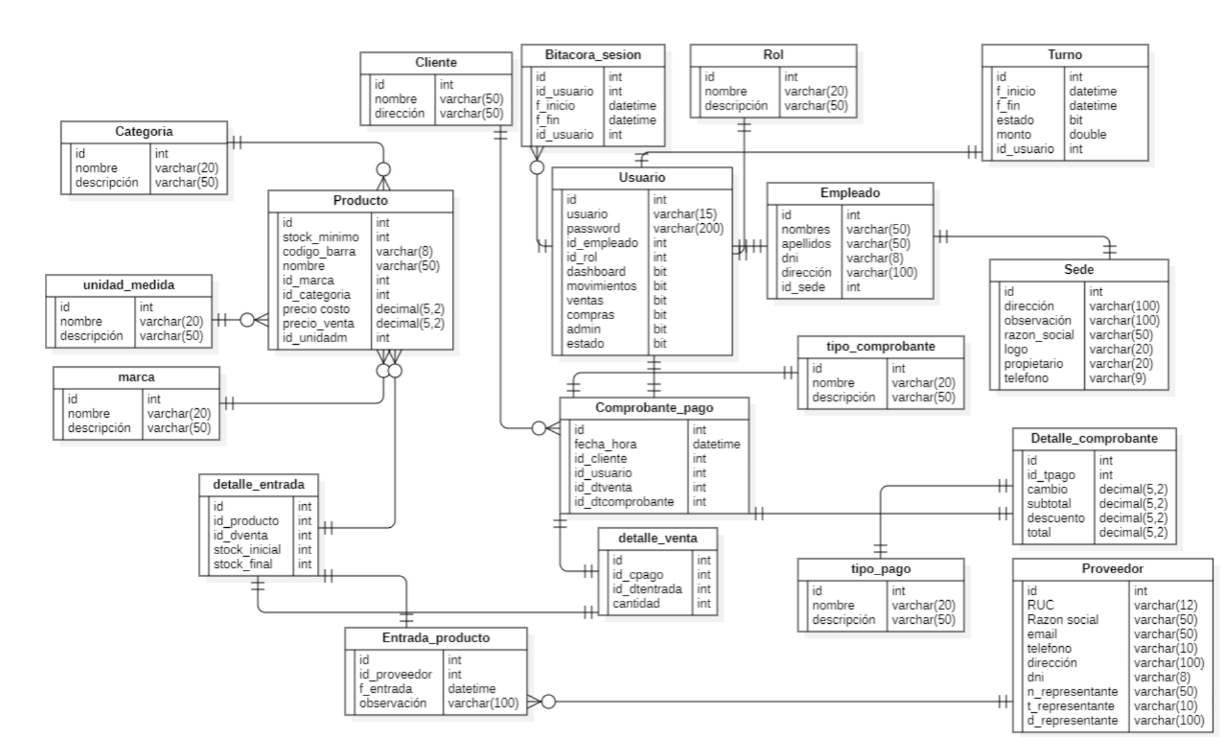 Cliente
id int
nombre varchar(50)
dirección varchar(50)
Bitacora_sesion
id int
id_usuario int
f_inicio datetime
f_fin datetime
id_usuario int
Rol
id int
nombre varchar(20)
descripción varchar(50)
Turno
id int
f_inicio datetime
f_fin datetime
estado bit
monto double
id_usuario int
Categoria
id int
nombre varchar(20)
descripción varchar(50)
Producto
id int
stock_minimo int
codigo_barra varchar(8)
nombre varchar(50)
id_marca int
id_categoria int
precio costo decimal(5,2)
precio_venta decimal(5,2)
id_unidadm int
Usuario
id int
usuario varchar(15)
password varchar(200)
id_empleado int
id_rol int
dashboard bit
movimientos bit
ventas bit
compras bit
admin bit
estado bit
Empleado
id int
nombres varchar(50)
apellidos varchar(50)
dni varchar(8)
dirección varchar(100)
id_sede int
Sede
id int
dirección varchar(100)
observación varchar(100)
razon_social varchar(50)
logo varchar(20)
propietario varchar(20)
telefono varchar(9)
unidad_medida
id int
nombre varchar(20)
descripción varchar(50)
marca
id int
nombre varchar(20)
descripción varchar(50)
tipo_comprobante
id int
nombre varchar(20)
descripción varchar(50)
Comprobante_pago
id int
fecha_hora datetime
id_cliente int
id_usuario int
id_dtventa int
id_dtcomprobante int
Detalle_comprobante
id int
id_tpago int
cambio decimal(5,2)
subtotal decimal(5,2)
descuento decimal(5,2)
total decimal(5,2)
detalle_entrada
id int
id_producto int
id_dventa int
stock_inicial int
stock_final int
detalle_venta
id int
id_cpago int
id_dtentrada int
cantidad int
tipo_pago
id int
nombre varchar(20)
descripción varchar(50)
Proveedor
id int
RUC varchar(12)
Razon social varchar(50)
email varchar(50)
telefono varchar(10)
dirección varchar(100)
dni varchar(8)
n_representante varchar(50)
t_representante varchar(10)
d_representante varchar(100)
Entrada_producto
id int
id_proveedor int
f_entrada datetime
observación varchar(100)